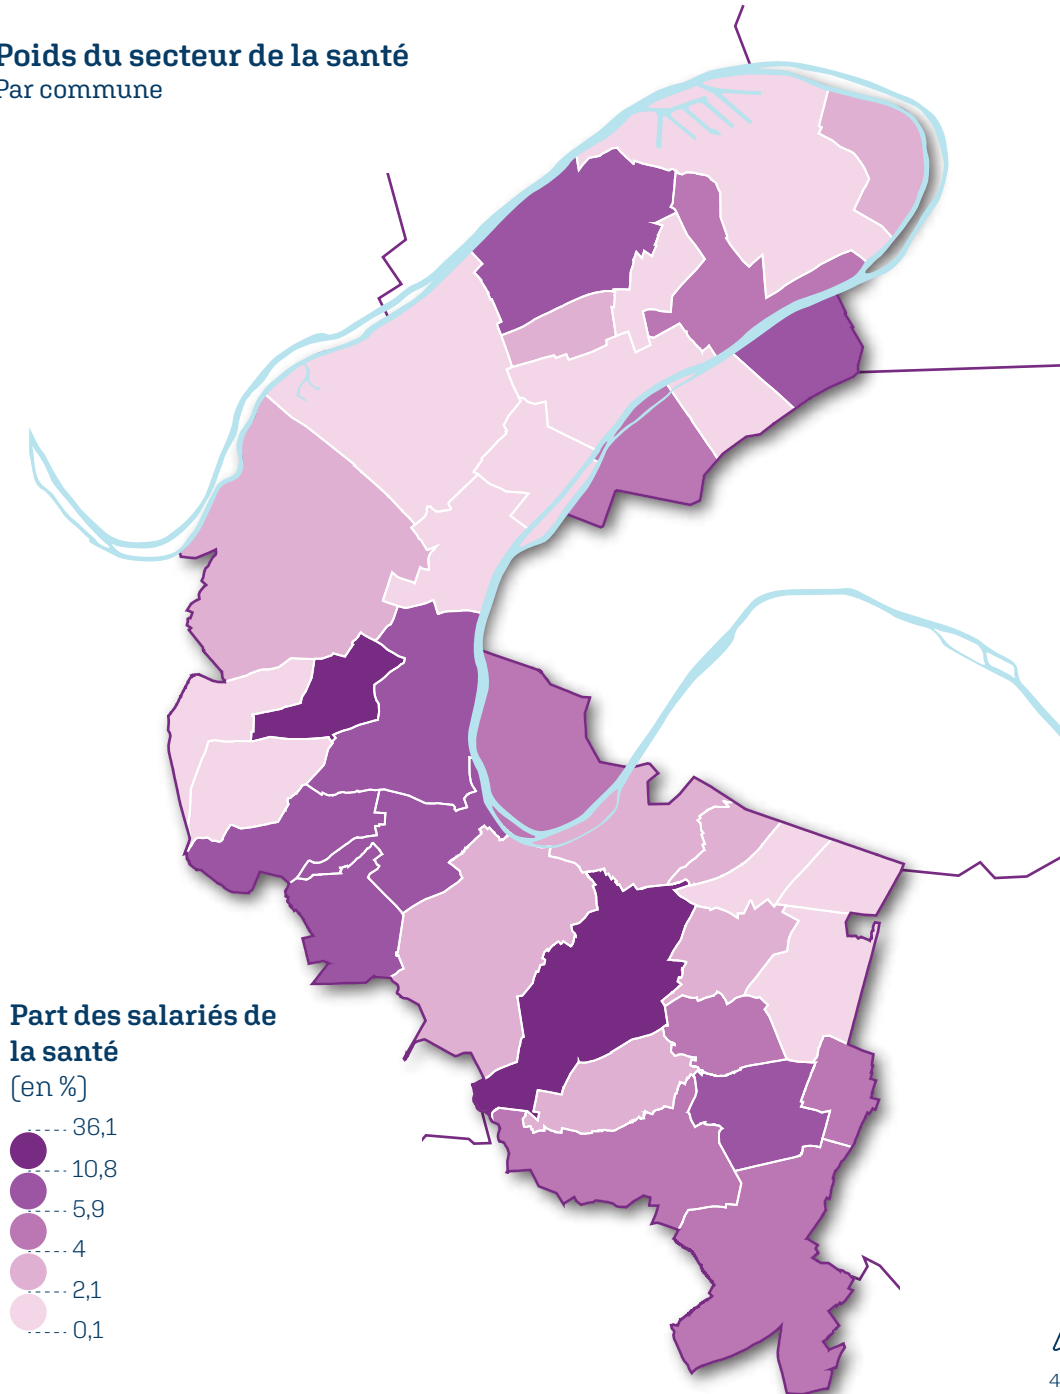 Poids du secteur de la santé
Par commune
Part des salariés de
la santé
(en %)
36,1
10,8
5,9
4
2,1
0,1
4